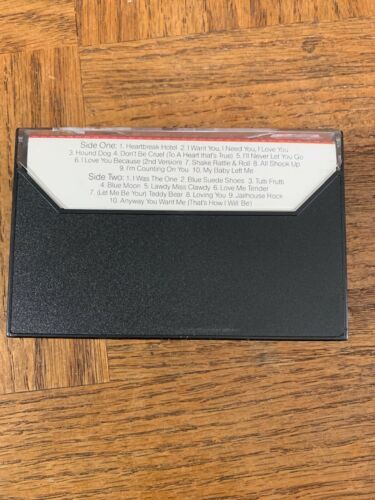 Side One: 1. Heartbreak Hotel 2. I Want You, I Need You, I Love You
3. Hound Dog 4. Don't Be Cruel (To A Heart that's True) 5. I'll Never Let You Go
6. I Love You Because (2nd Version) 7. Shake Rattle & Roll 8. All Shook Up
9. I'm Counting On You 10. My Baby Left Me
Side Two: 1. I Was The One 2. Blue Suede Shoes 3. Tutti Frutti
4. Blue Moon 5. Lawdy Miss Clawdy 6. Love Me Tender
7. (Let Me Be Your) Teddy Bear 8. Loving You 9. Jailhouse Rock
10. Anyway You Want Me (That's How I Will Be)